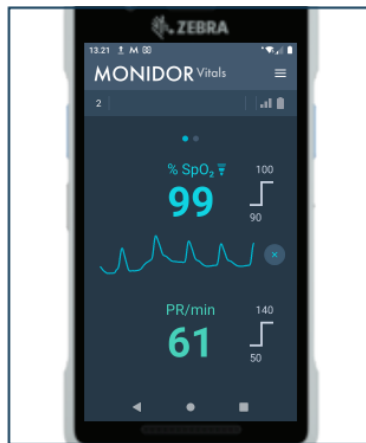 ZEBRA
13.21 M
MONIDOR Vitals
2
% SpO₂
100
99
90
PR/min
140
61
50